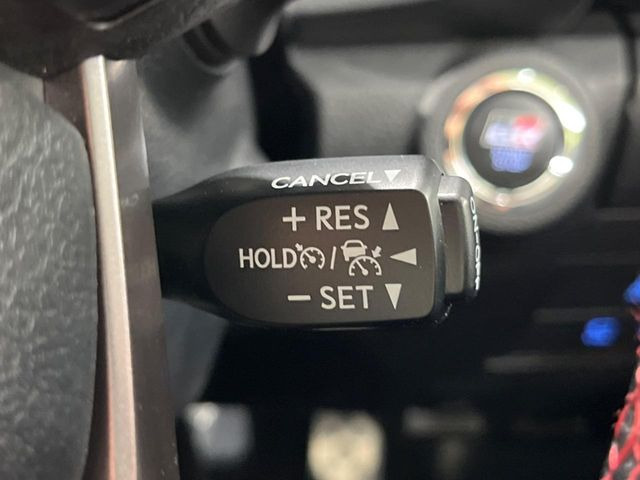 CANCEL▼
+ RES ▲
HOLD / ◀
− SET ▼